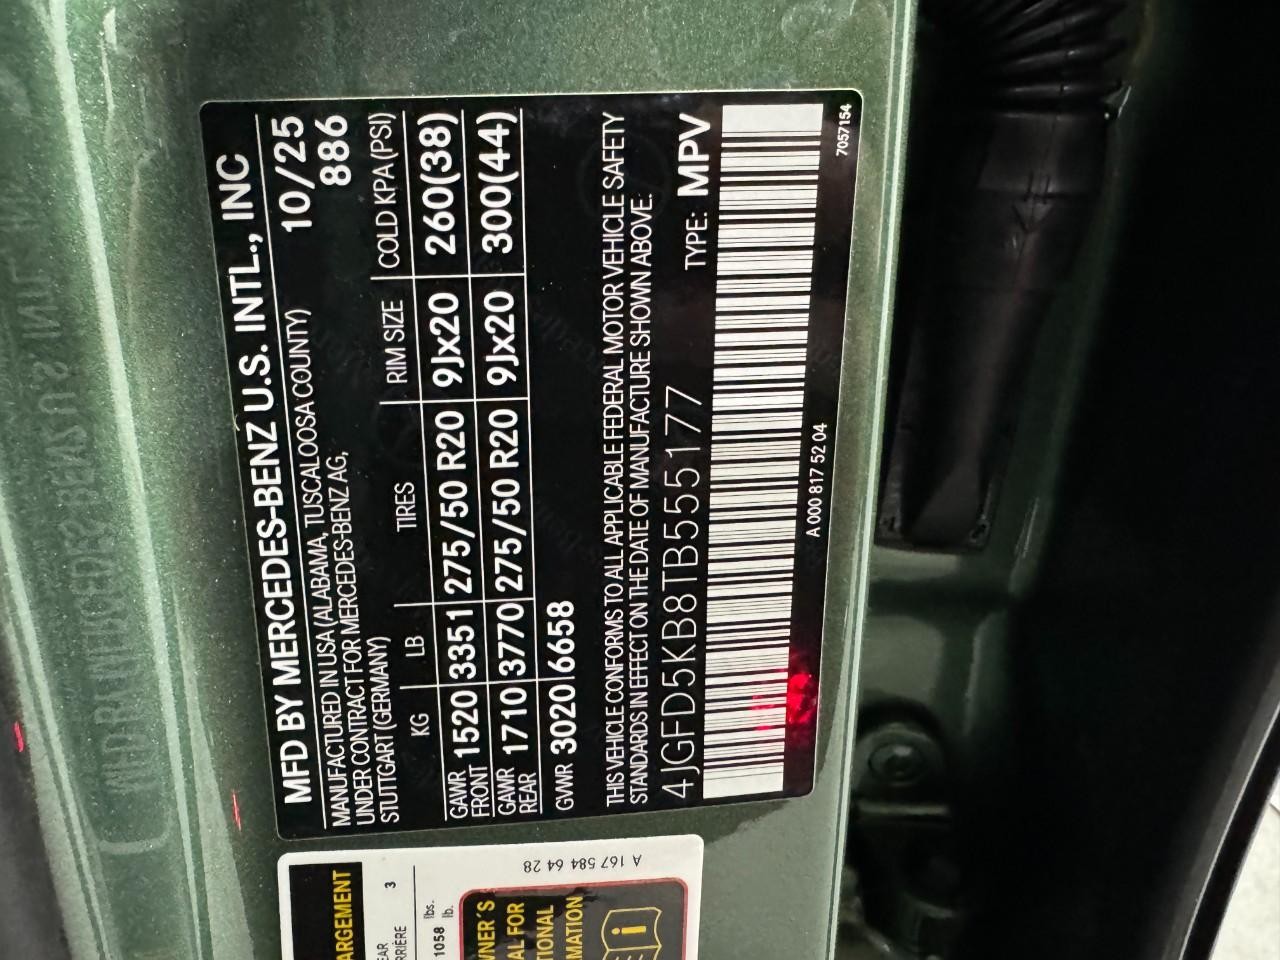 MFD BY MERCEDES-BENZ U.S. INTL., INC
MANUFACTURED IN USA (ALABAMA, TUSCALOOSA COUNTY) 10/25
UNDER CONTRACT FOR MERCEDES-BENZ AG, 886
STUTTGART (GERMANY)
KG LB TIRES RIM SIZE COLD KPA (PSI)
GAWR FRONT 1520 3351 275/50 R20 9Jx20 260(38)
GAWR REAR 1710 3770 275/50 R20 9Jx20 300(44)
GVWR 3020 6658
THIS VEHICLE CONFORMS TO ALL APPLICABLE FEDERAL MOTOR VEHICLE SAFETY
STANDARDS IN EFFECT ON THE DATE OF MANUFACTURE SHOWN ABOVE.
4JGFD5KB8TB555177 TYPE: MPV
A 000 817 52 04
7057154
ARGEMENT
3
1058 lbs.
lb.
A 167 584 64 28